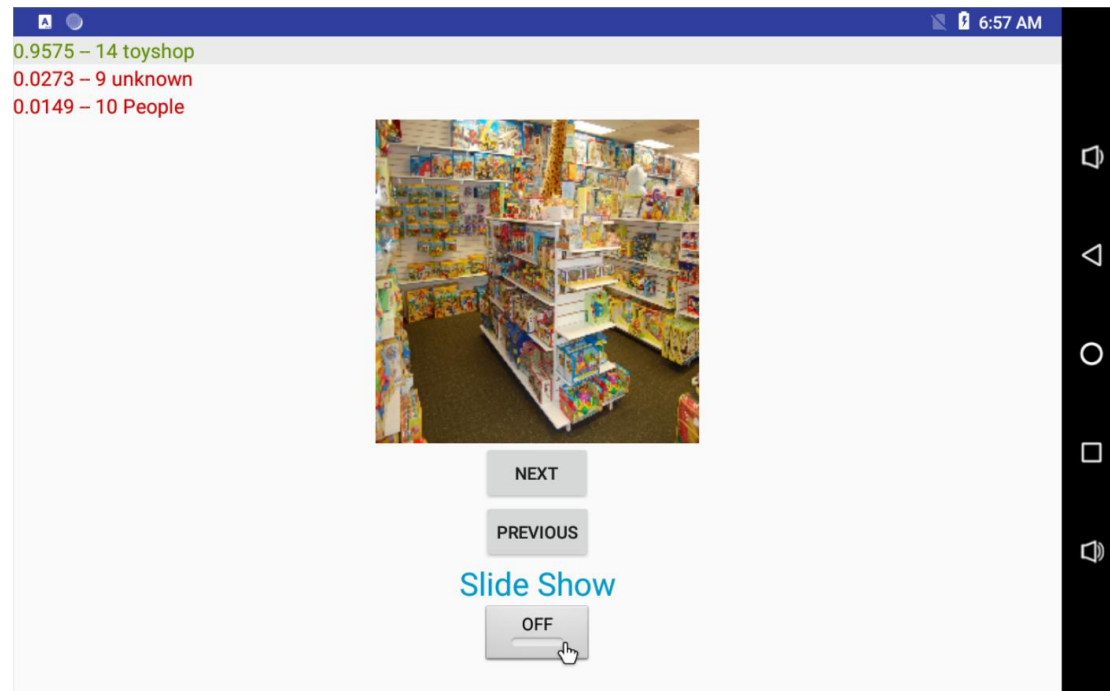 A
6:57 AM
0.9575 – 14 toyshop
0.0273 – 9 unknown
0.0149 – 10 People
NEXT
PREVIOUS
Slide Show
OFF